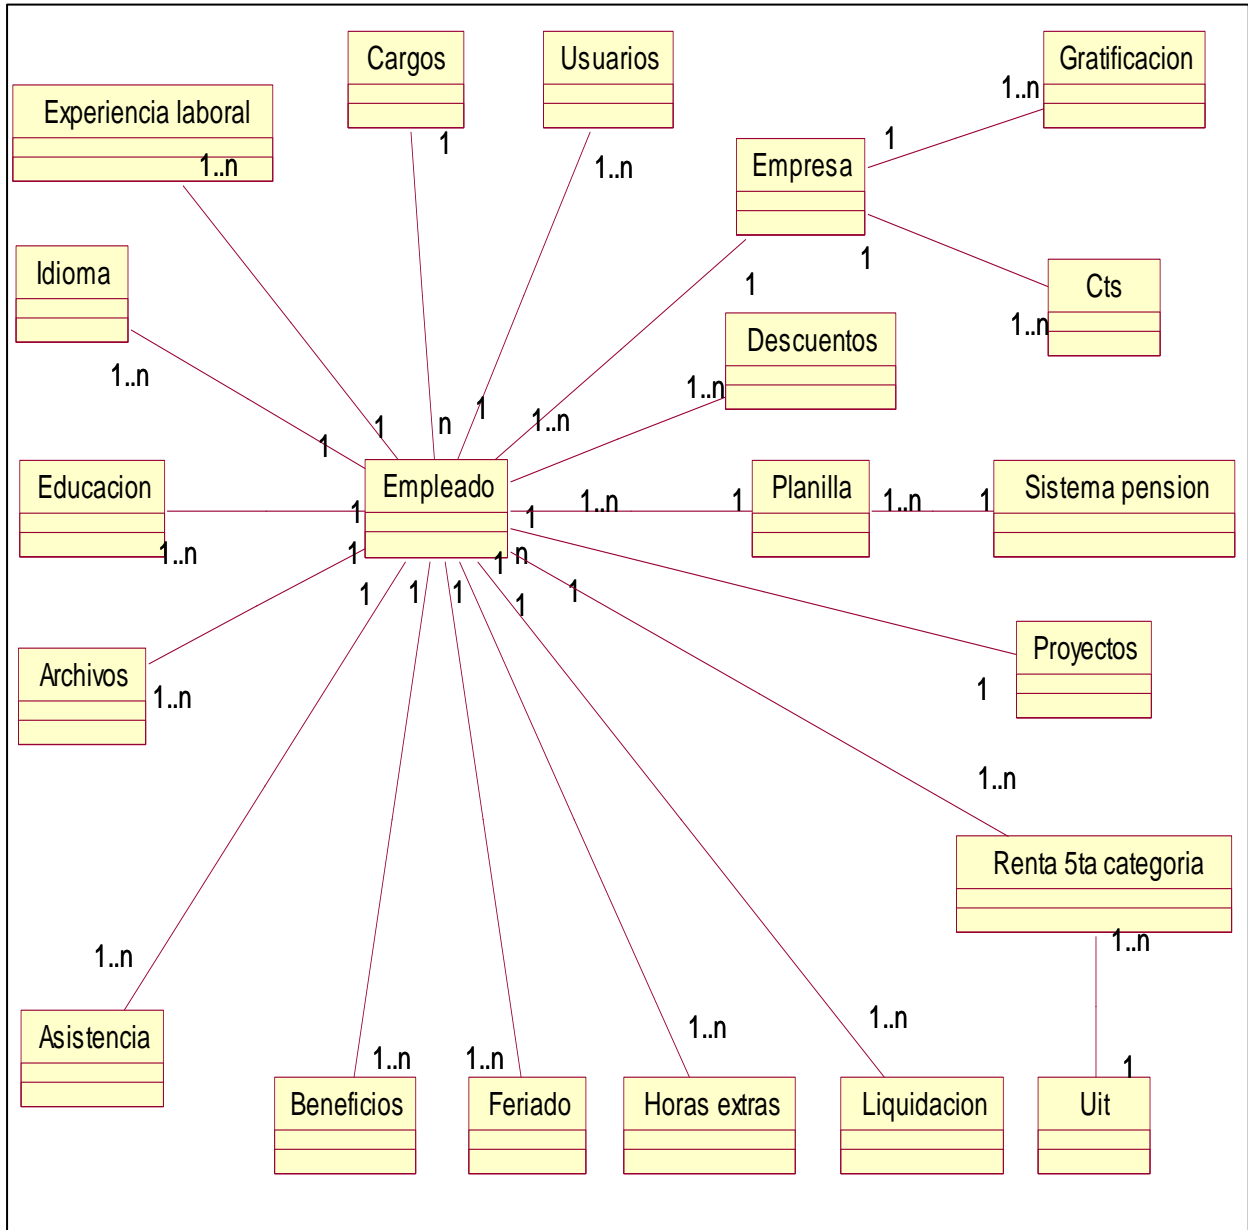 Cargos
Usuarios
Gratificacion
Experiencia laboral
1..n
1
1..n
1
1..n
Empresa
Idioma
1
1
Cts
1..n
Descuentos
1..n
1..n
1
1
n
1
1..n
1..n
Educacion
1
Empleado
1
1..n
1
Planilla
1..n
1
Sistema pension
1..n
1
1
n
1
1
1
1
1
1
Archivos
1..n
Proyectos
1
1..n
Renta 5ta categoria
1..n
1..n
Asistencia
1..n
1..n
1..n
1..n
1
Beneficios
Feriado
Horas extras
Liquidacion
Uit